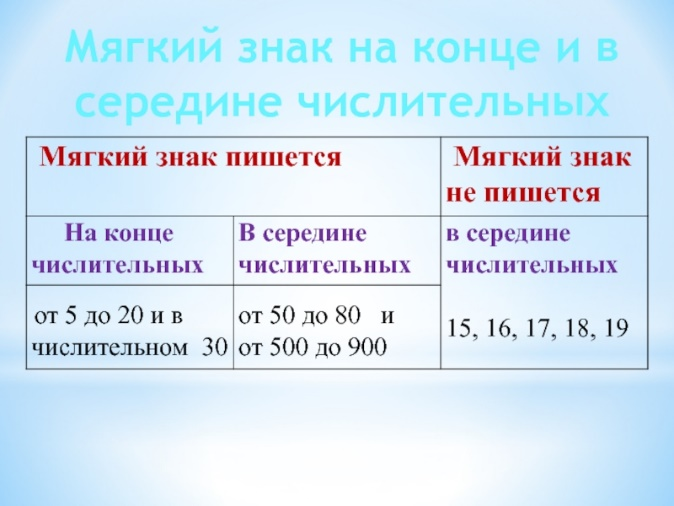 Мягкий знак на конце и в
середине числительных
Мягкий знак пишется
Мягкий знак
не пишется
На конце
числительных
В середине
числительных
в середине
числительных
от 5 до 20 и в
числительном 30
от 50 до 80 и
от 500 до 900
15, 16, 17, 18, 19